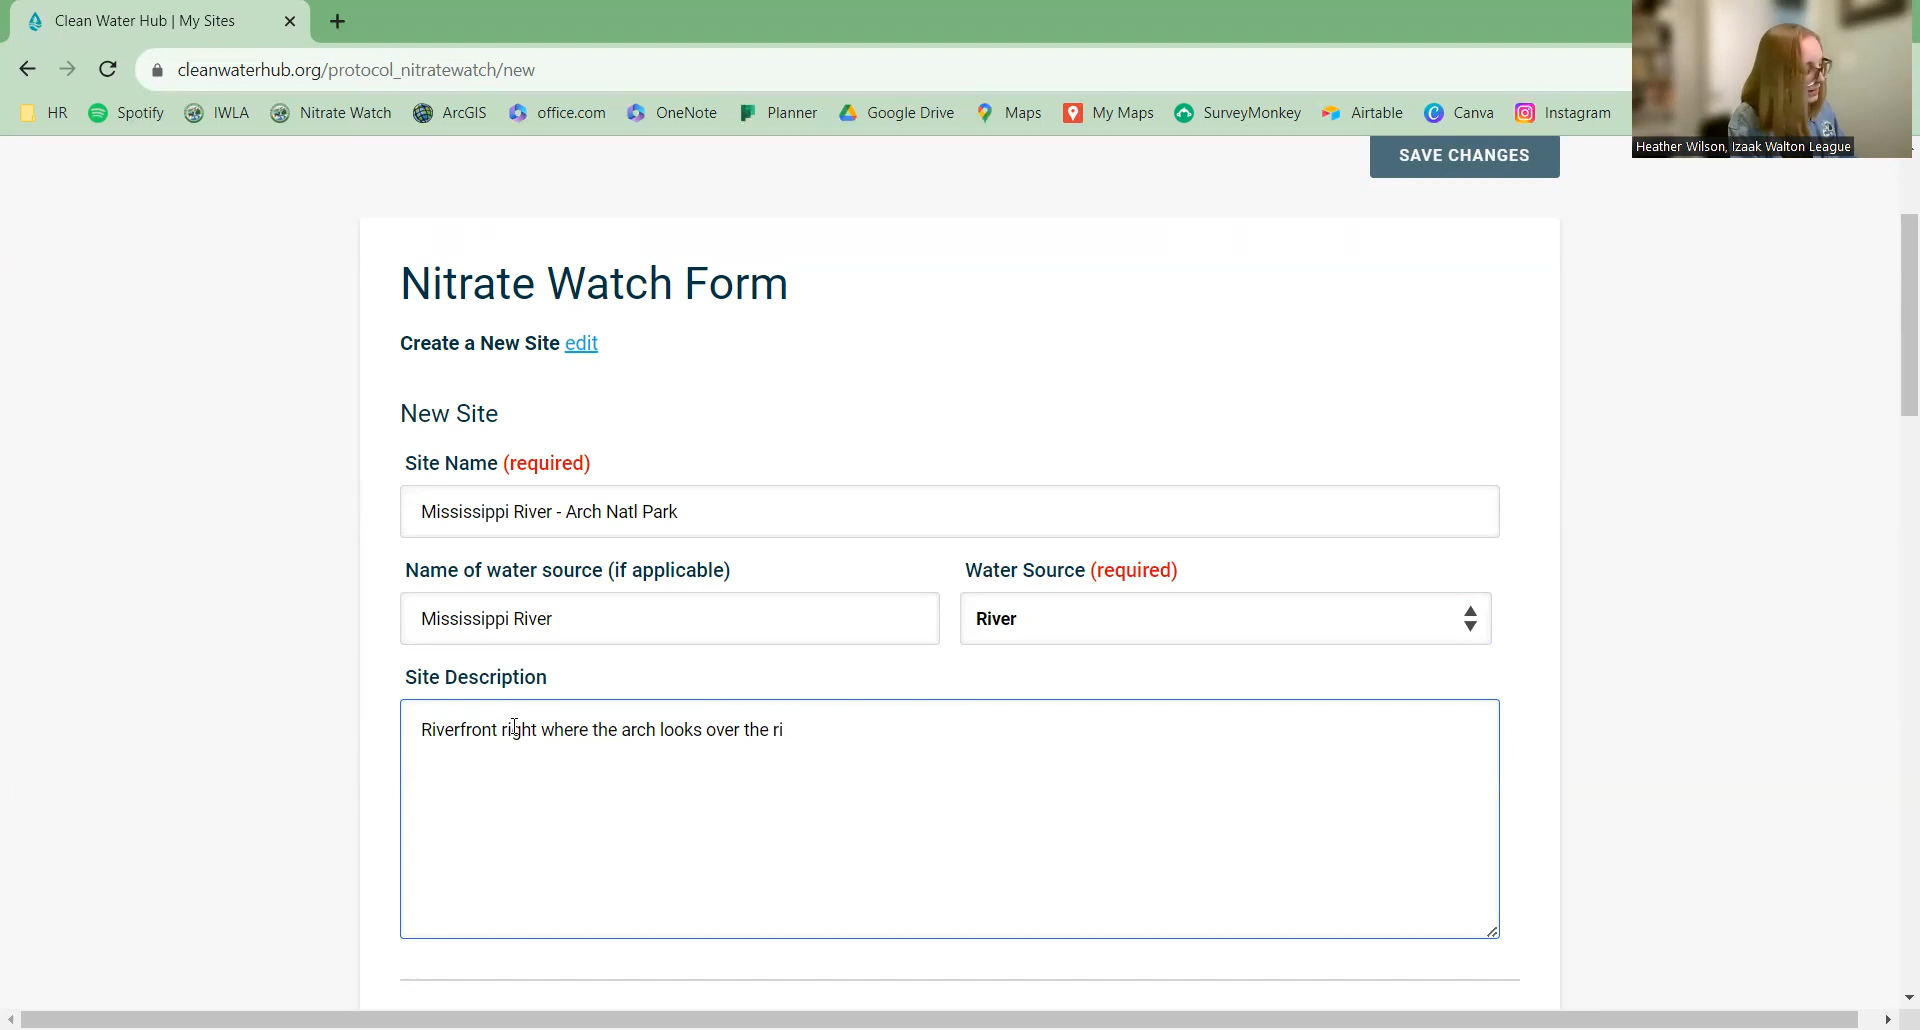 Clean Water Hub | My Sites
cleanwaterhub.org/protocol_nitratewatch/new
HR Spotify IWLA Nitrate Watch ArcGIS office.com OneNote Planner Google Drive Maps My Maps SurveyMonkey Airtable Canva Instagram
Heather Wilson, Izaak Walton League
SAVE CHANGES
Nitrate Watch Form
Create a New Site edit
New Site
Site Name (required)
Mississippi River - Arch Natl Park
Name of water source (if applicable) Water Source (required)
Mississippi River River
Site Description
Riverfront right where the arch looks over the ri